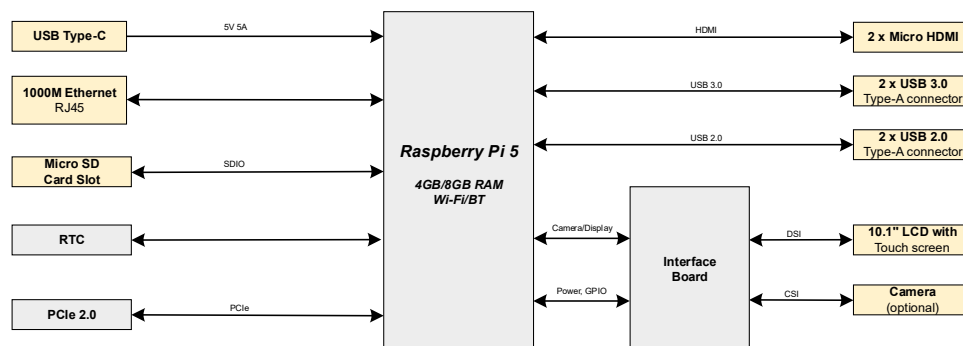 USB Type-C
5V 5A
1000M Ethernet
RJ45
Micro SD
Card Slot
SDIO
RTC
PCIe 2.0
PCIe
Raspberry Pi 5
4GB/8GB RAM
Wi-Fi/BT
HDMI
2 x Micro HDMI
USB 3.0
2 x USB 3.0
Type-A connector
USB 2.0
2 x USB 2.0
Type-A connector
Camera/Display
Power, GPIO
Interface
Board
DSI
10.1" LCD with
Touch screen
CSI
Camera
(optional)